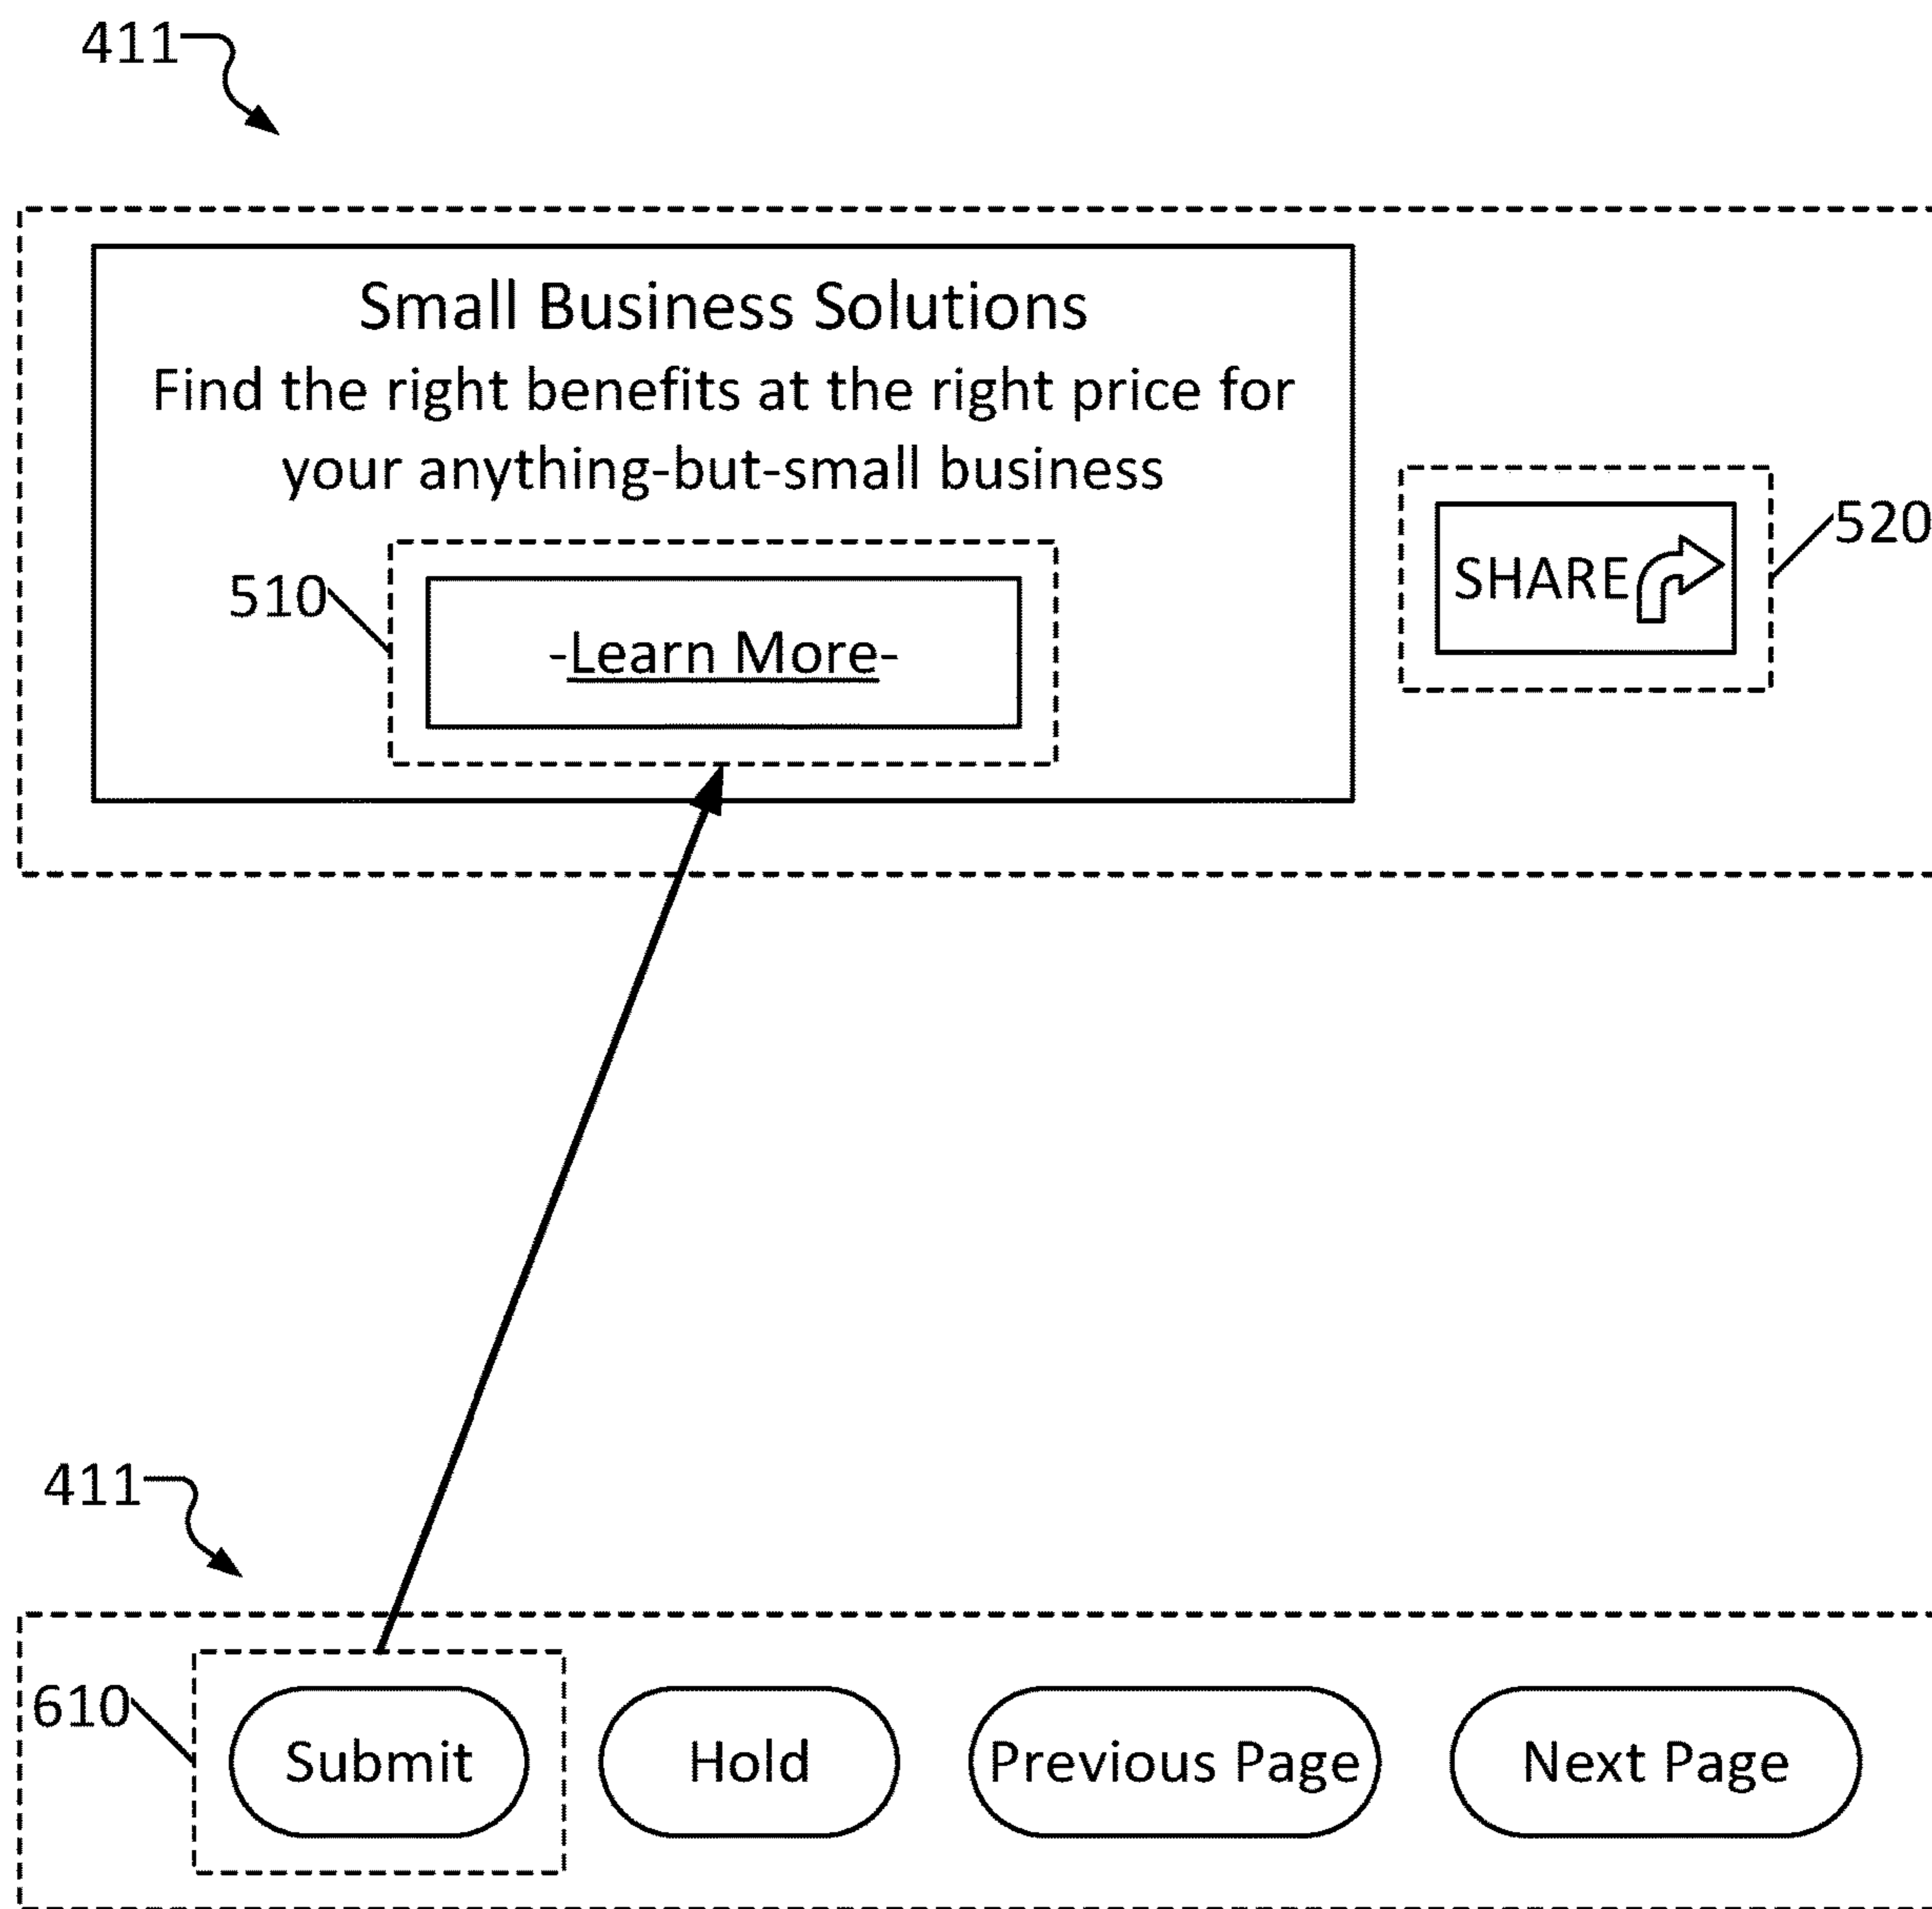 411
Small Business Solutions
Find the right benefits at the right price for
your anything-but-small business
510
-Learn More-
SHARE
520
411
610
Submit
Hold
Previous Page
Next Page